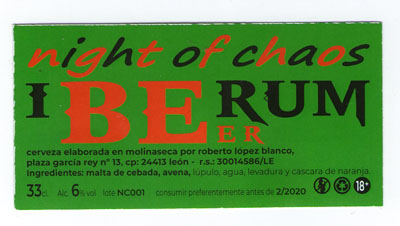 night of chaos
I BEER RUM
cerveza elaborada en molinaseca por roberto lópez blanco,
plaza garcía rey nº 13, cp: 24413 león - r.s.: 30014586/LE
Ingredientes: malta de cebada, avena, lúpulo, agua, levadura y cascara de naranja.
33cl. Alc. 6% vol lote NC001 consumir preferentemente antes de 2/2020 18+